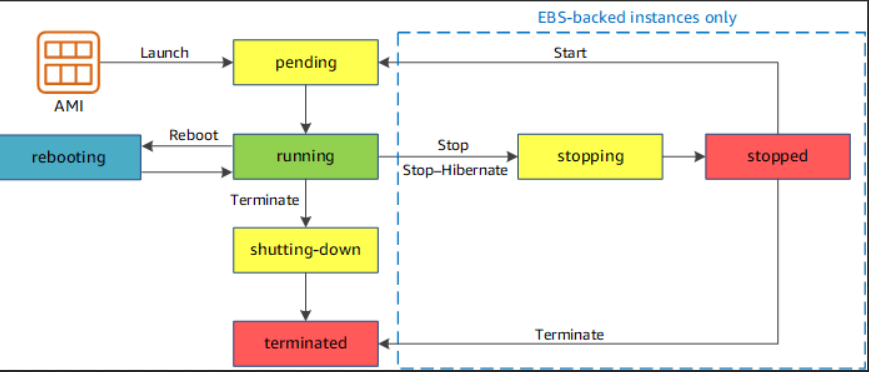 EBS-backed instances only
Launch
pending
Start
AMI
Reboot
rebooting
running
Stop
Stop–Hibernate
stopping
stopped
Terminate
shutting-down
terminated
Terminate